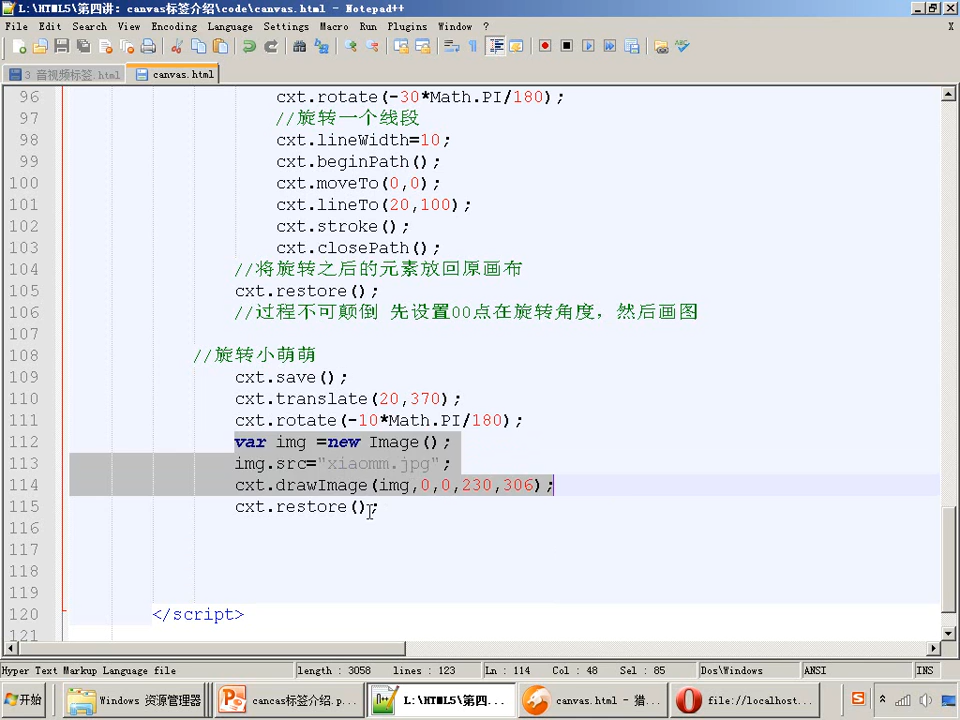 L:\HTML5\第四讲：canvas标签介绍\code\canvas.html - Notepad++
File Edit Search View Encoding Language Settings Macro Run Plugins Window ? X
3 音视频标签.html canvas.html
96 cxt.rotate(-30*Math.PI/180);
97 //旋转一个线段
98 cxt.lineWidth=10;
99 cxt.beginPath();
100 cxt.moveTo(0,0);
101 cxt.lineTo(20,100);
102 cxt.stroke();
103 cxt.closePath();
104 //将旋转之后的元素放回原画布
105 cxt.restore();
106 //过程不可颠倒 先设置00点在旋转角度，然后画图
107
108 //旋转小萌萌
109 cxt.save();
110 cxt.translate(20,370);
111 cxt.rotate(-10*Math.PI/180);
112 var img =new Image();
113 img.src="xiaomm.jpg";
114 cxt.drawImage(img,0,0,230,306);
115 cxt.restore();
116
117
118
119
120 </script>
121
Hyper Text Markup Language file length : 3058 lines : 123 Ln : 114 Col : 48 Sel : 85 Dos\Windows ANSI INS
开始 Windows 资源管理器 cancas标签介绍.p... L:\HTML5\第四... canvas.html - 猎... file://localhost...